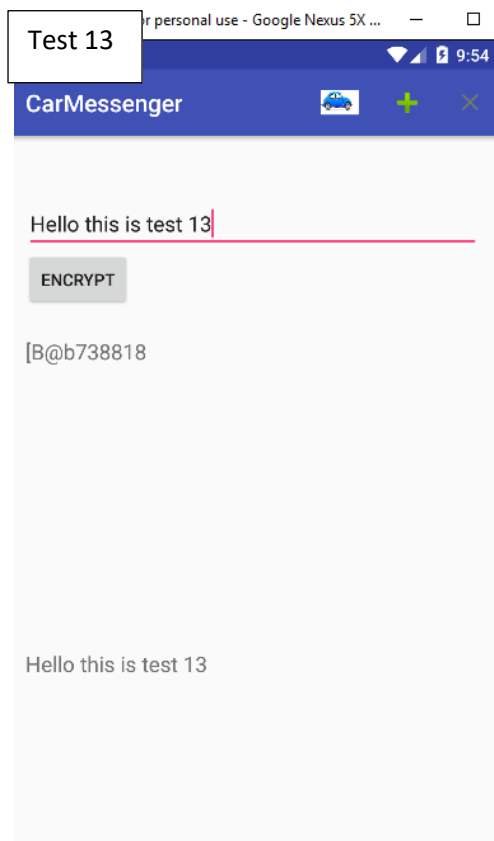 Test 13
or personal use - Google Nexus 5X ...
9:54
CarMessenger
Hello this is test 13
ENCRYPT
[B@b738818
Hello this is test 13